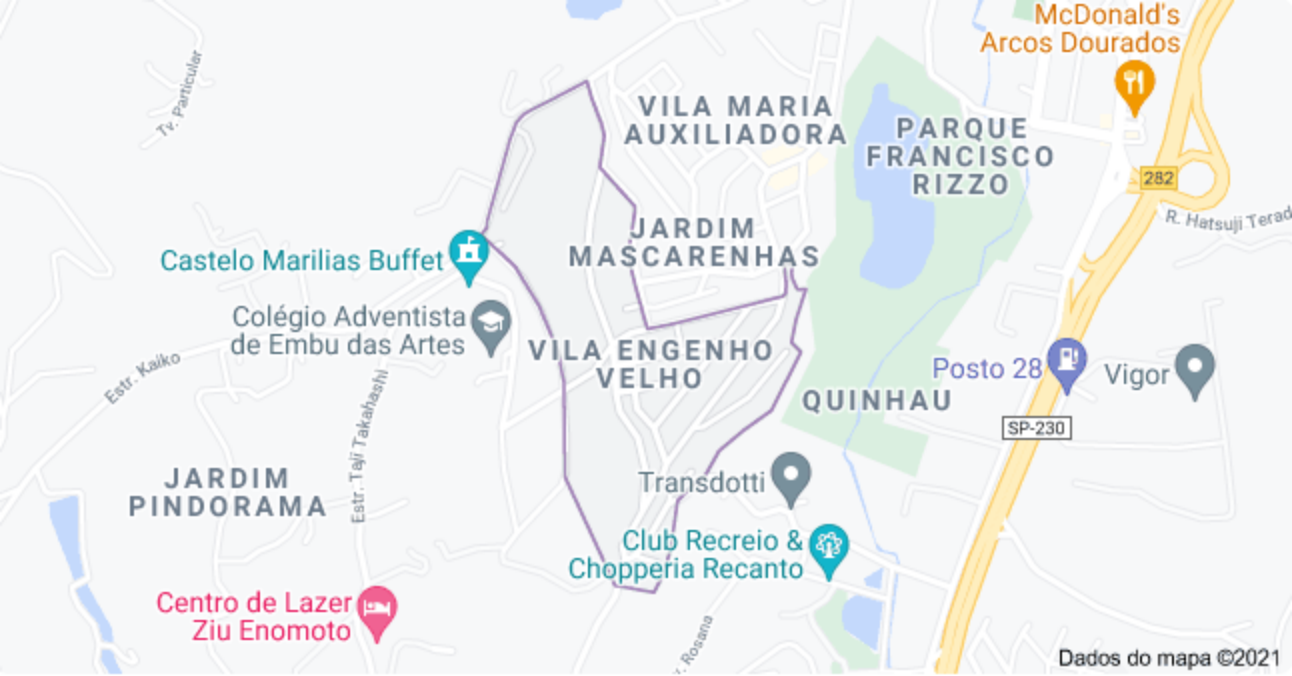 McDonald's
Arcos Dourados
Tv. Particular
VILA MARIA
AUXILIADORA
PARQUE
FRANCISCO
RIZZO
282
R. Hatsuji Terad
JARDIM
MASCARENHAS
Castelo Marilias Buffet
Colégio Adventista
de Embu das Artes
Estr. Kaiko
VILA ENGENHO
VELHO
Posto 28
Vigor
QUINHAU
SP-230
Estr. Taji Takahashi
JARDIM
PINDORAMA
Transdotti
Club Recreio &
Chopperia Recanto
Centro de Lazer
Ziu Enomoto
. Rosana
Dados do mapa ©2021